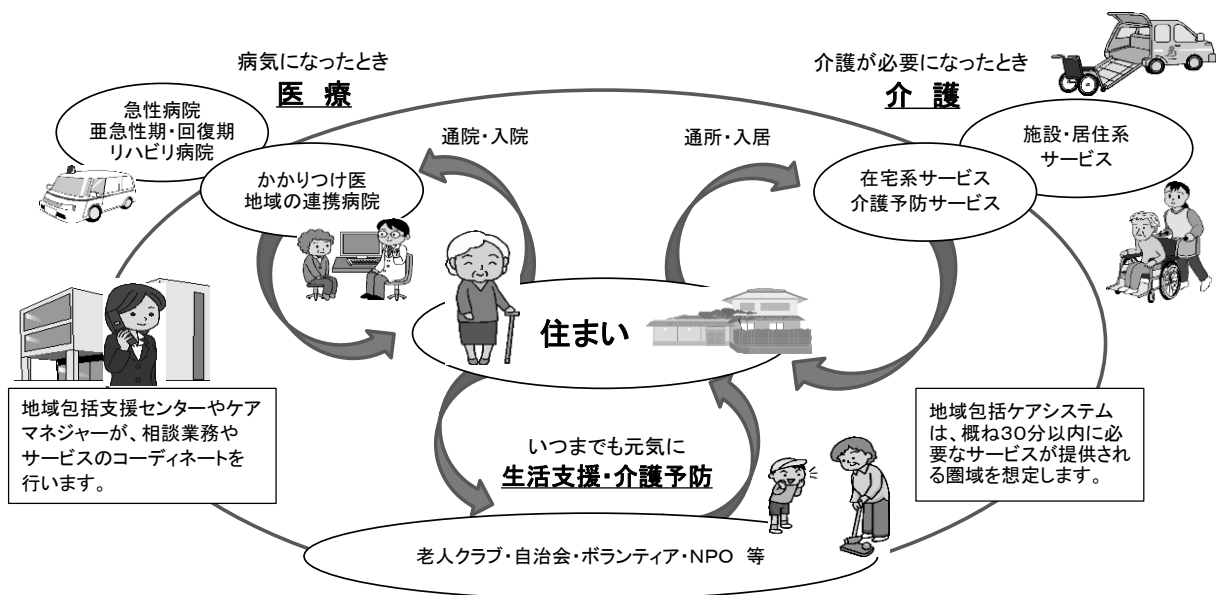 病気になったとき
医 療
介護が必要になったとき
介 護
急性病院
亜急性期・回復期
リハビリ病院
かかりつけ医
地域の連携病院
通院・入院
通所・入居
施設・居住系
サービス
在宅系サービス
介護予防サービス
住まい
地域包括支援センターやケア
マネジャーが、相談業務や
サービスのコーディネートを
行います。
いつまでも元気に
生活支援・介護予防
地域包括ケアシステム
は、概ね30分以内に必
要なサービスが提供され
る圏域を想定します。
老人クラブ・自治会・ボランティア・NPO 等